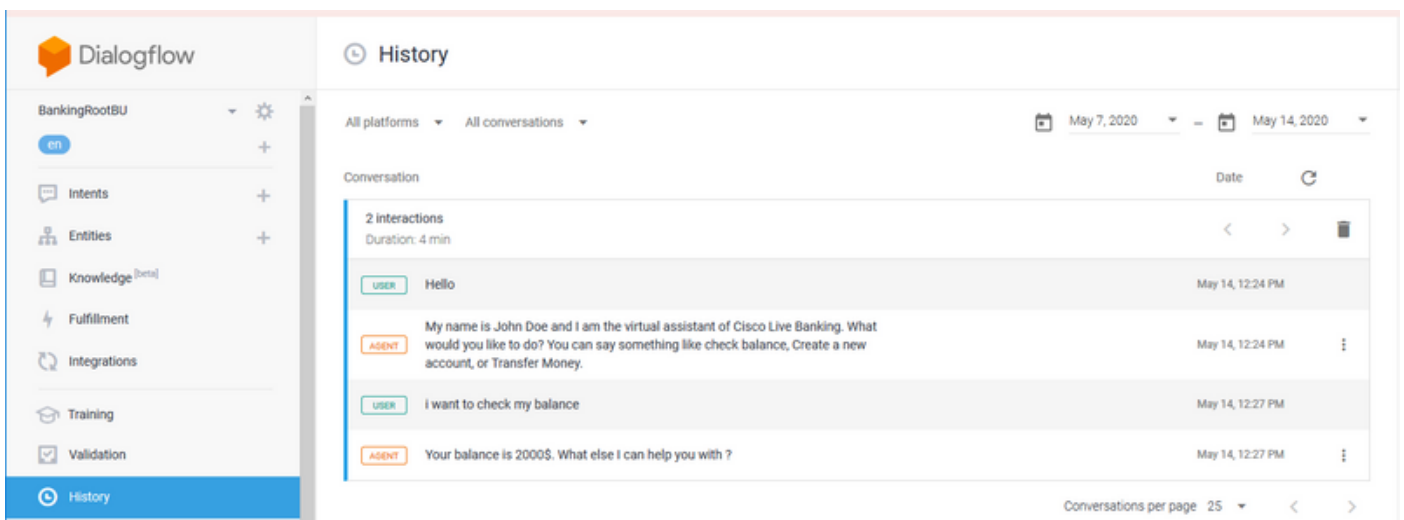 Dialogflow
BankingRootBU
en
Intents
Entities
Knowledge [beta]
Fulfillment
Integrations
Training
Validation
History
History
All platforms All conversations May 7, 2020 – May 14, 2020
Conversation Date
2 interactions
Duration: 4 min
USER Hello May 14, 12:24 PM
My name is John Doe and I am the virtual assistant of Cisco Live Banking. What
AGENT would you like to do? You can say something like check balance, Create a new May 14, 12:24 PM
account, or Transfer Money.
USER i want to check my balance May 14, 12:27 PM
AGENT Your balance is 2000$. What else I can help you with ? May 14, 12:27 PM
Conversations per page 25